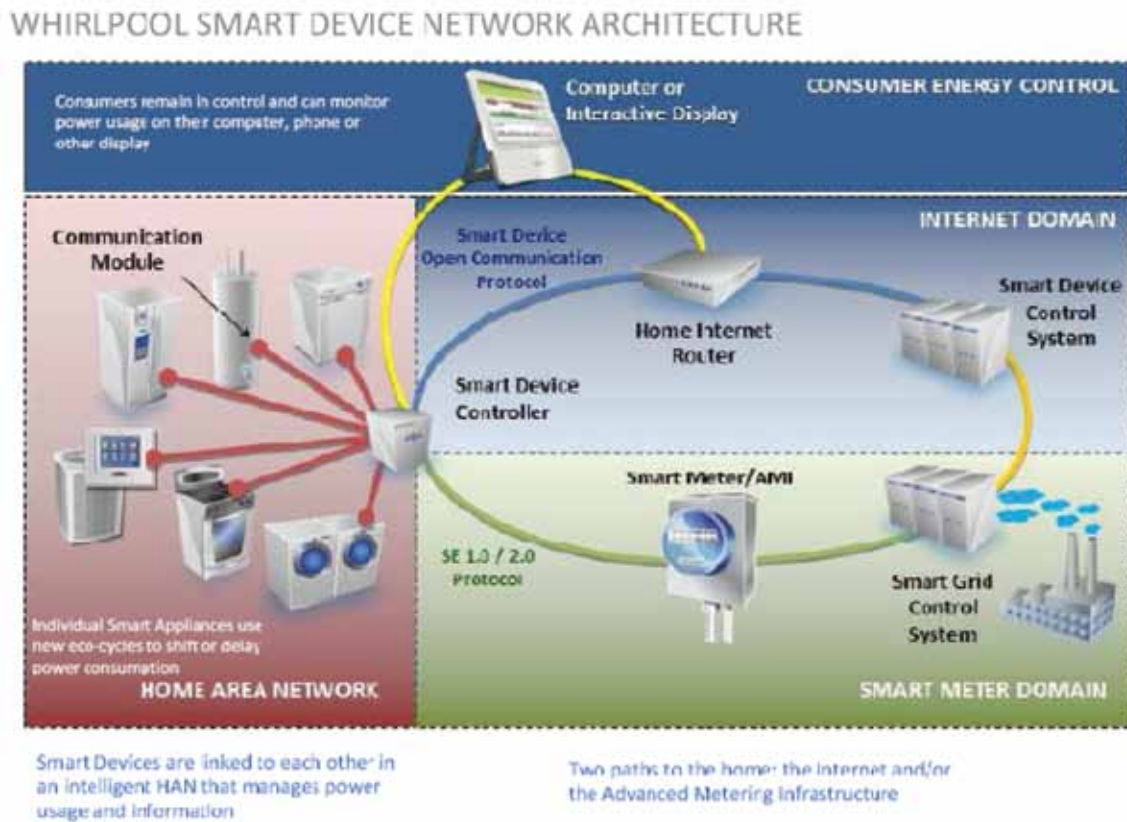 WHIRLPOOL SMART DEVICE NETWORK ARCHITECTURE
Consumers remain in control and can monitor
power usage on their computer, phone or
other display
Computer or
Interactive Display
CONSUMER ENERGY CONTROL
Communication
Module
Smart Device
Open Communication
Protocol
INTERNET DOMAIN
Home Internet
Router
Smart Device
Control
System
Smart Device
Controller
Smart Meter/AMI
SE 1.0 / 2.0
Protocol
Smart Grid
Control
System
Individual Smart Appliances use
new eco-cycles to shift or delay
power consumption
HOME AREA NETWORK
SMART METER DOMAIN
Smart Devices are linked to each other in
an intelligent HAN that manages power
usage and information
Two paths to the home: the Internet and/or
the Advanced Metering Infrastructure